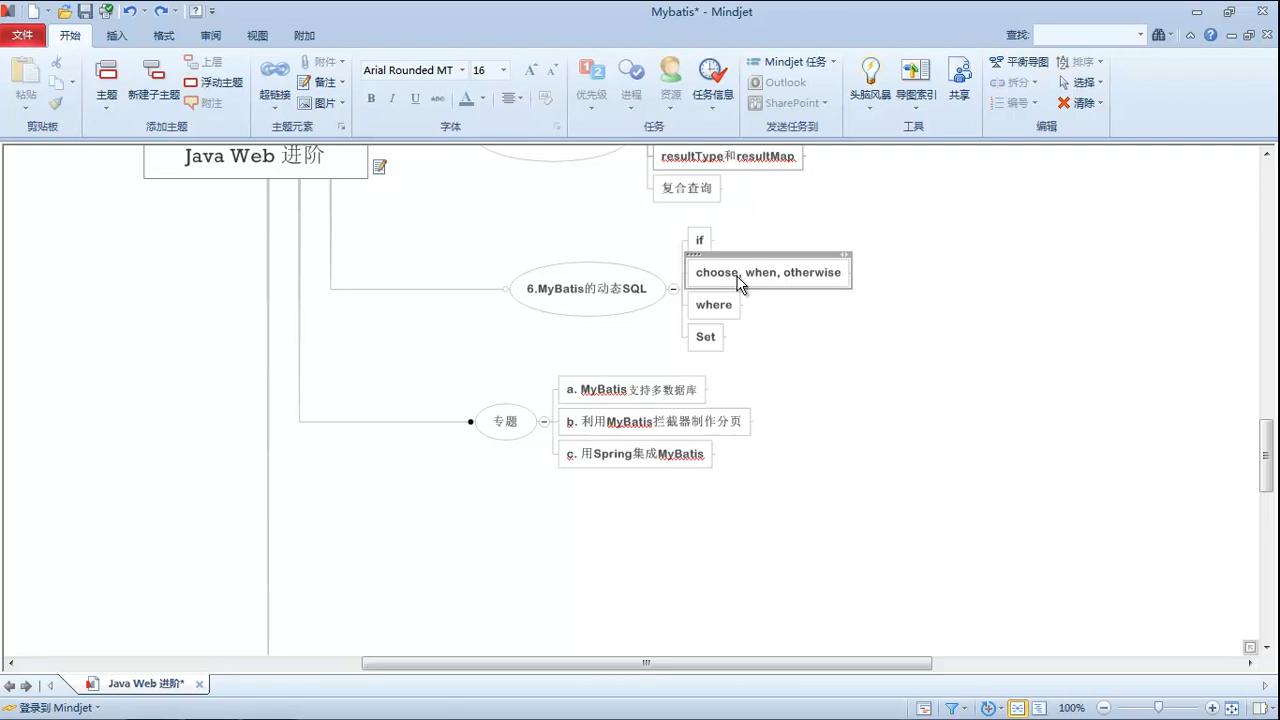 Mybatis* - Mindjet
文件 开始 插入 格式 审阅 视图 附加 查找:
粘贴 主题 新建子主题 上层 浮动主题 附注 超链接 附件 备注 图片 Arial Rounded MT 16 B I U abc A 优先级 进程 资源 任务信息 Mindjet 任务 Outlook SharePoint 头脑风暴 导图索引 共享 平衡导图 拆分 编号 排序 选择 清除
剪贴板 添加主题 主题元素 字体 任务 发送任务到 工具 编辑
Java Web 进阶
resultType和resultMap
复合查询
if
choose, when, otherwise
6.MyBatis的动态SQL
where
Set
a. MyBatis支持多数据库
专题
b. 利用MyBatis拦截器制作分页
c. 用Spring集成MyBatis
Java Web 进阶*
登录到 Mindjet 100%